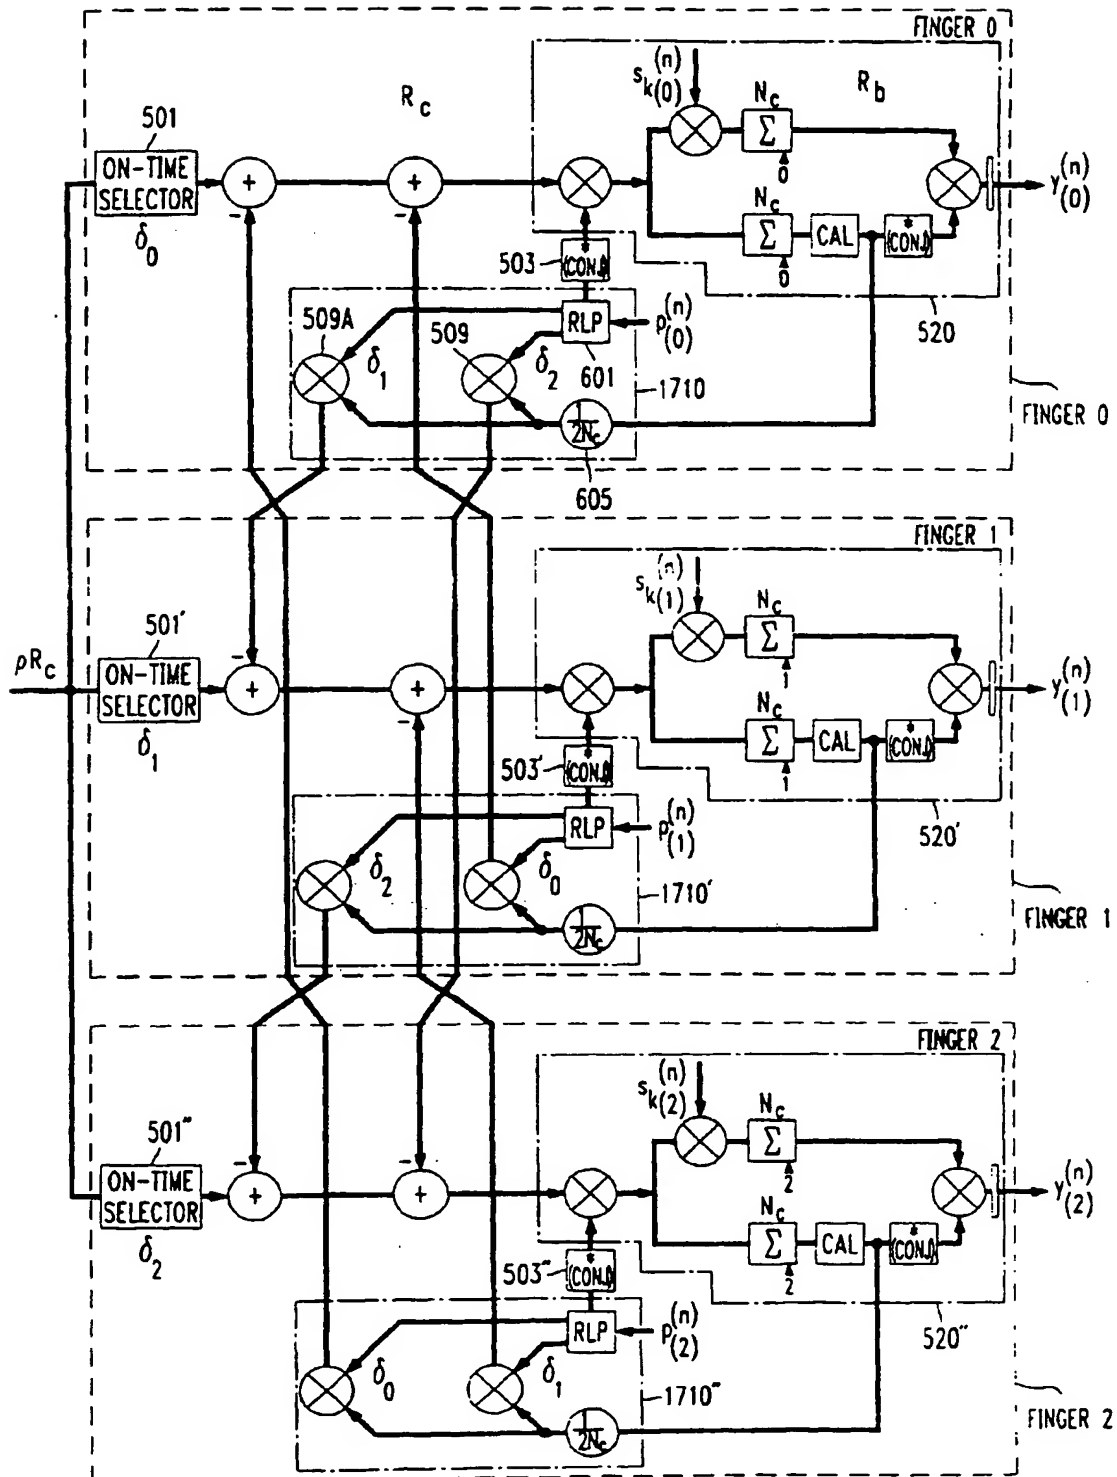 FINGER 0
s_{k(0)}^{(n)}
R_c
N_c
R_b
501
ON-TIME
SELECTOR
δ_0
+
+
-
-
Σ
0
y_{(0)}^{(n)}
N_c
Σ
0
CAL
*
(CONJ)
503
*
(CONJ)
520
509A
509
RLP
p_{(0)}^{(n)}
δ_1
δ_2
601
1710
FINGER 0
1/2N_c
605
FINGER 1
s_{k(1)}^{(n)}
N_c
501'
Σ
1
ρR_c
ON-TIME
SELECTOR
δ_1
-
+
+
-
y_{(1)}^{(n)}
N_c
Σ
1
CAL
*
(CONJ)
503'
*
(CONJ)
520'
RLP
p_{(1)}^{(n)}
δ_2
δ_0
1710'
FINGER 1
1/2N_c
FINGER 2
s_{k(2)}^{(n)}
N_c
501"
Σ
2
ON-TIME
SELECTOR
δ_2
-
+
-
+
y_{(2)}^{(n)}
N_c
Σ
2
CAL
*
(CONJ)
503"
*
(CONJ)
520"
RLP
p_{(2)}^{(n)}
δ_0
δ_1
1710"
FINGER 2
1/2N_c